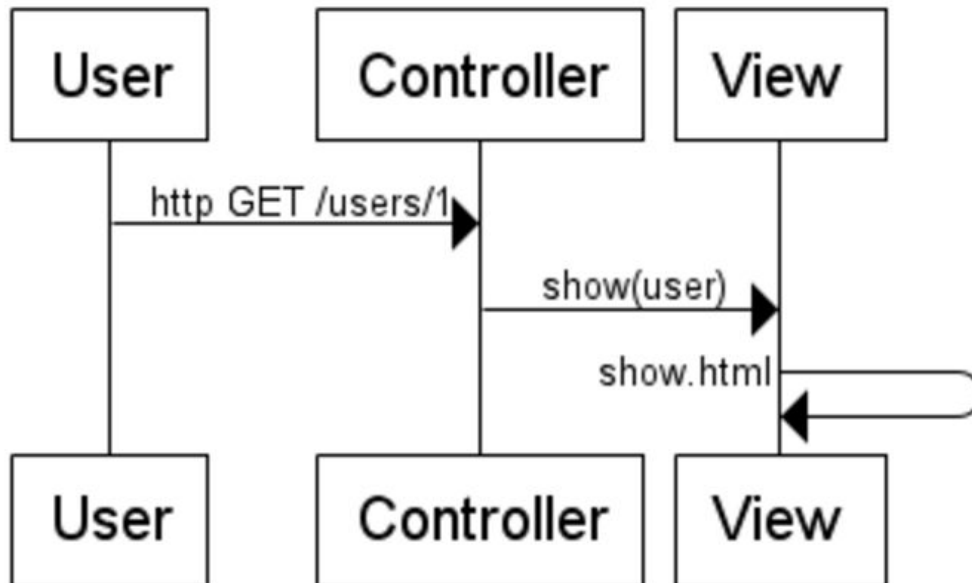 User Controller View
http GET /users/1
show(user)
show.html
User Controller View